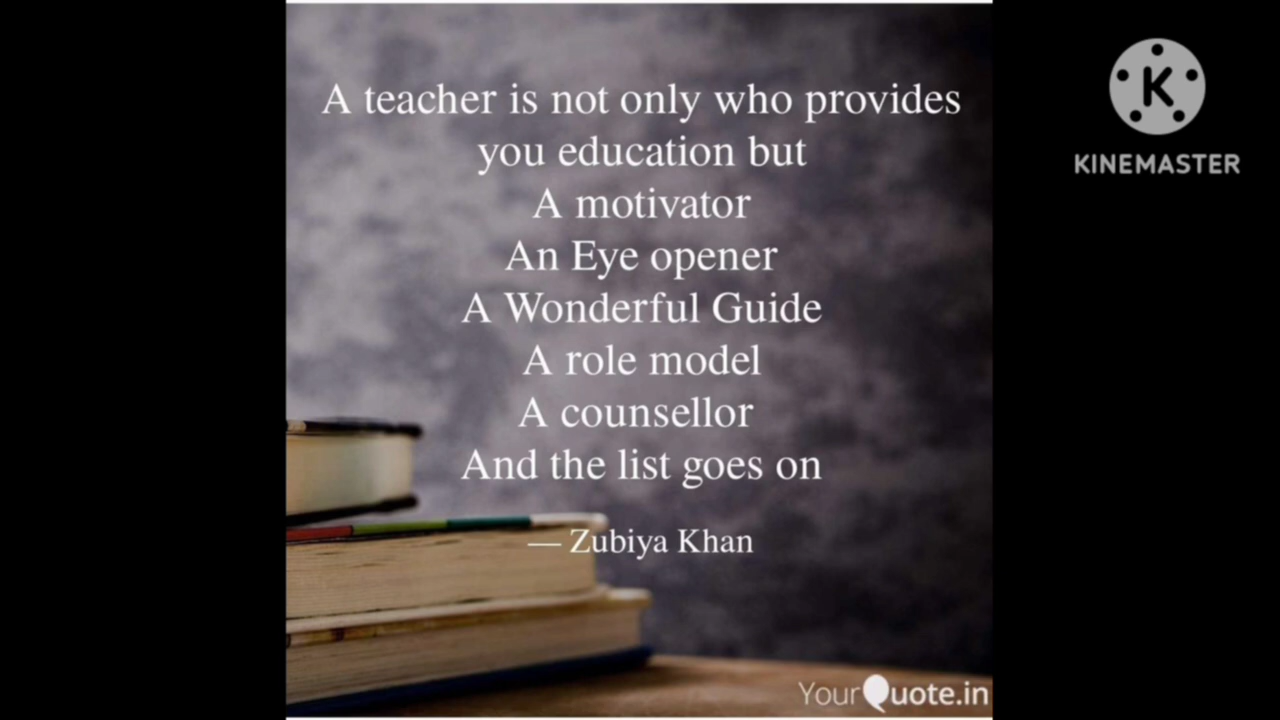 A teacher is not only who provides
you education but
A motivator
An Eye opener
A Wonderful Guide
A role model
A counsellor
And the list goes on
— Zubiya Khan
YourQuote.in
K
KINEMASTER